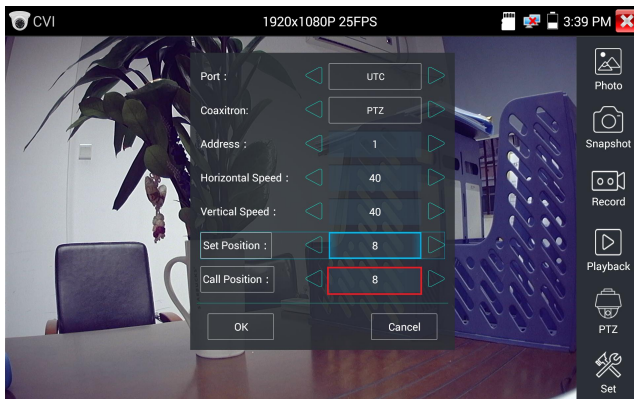 CVI 1920x1080P 25FPS 3:39 PM
Port : UTC
Coaxitron: PTZ
Address : 1
Horizontal Speed : 40
Vertical Speed : 40
Set Position : 8
Call Position : 8
OK Cancel
Photo
Snapshot
Record
Playback
PTZ
Set